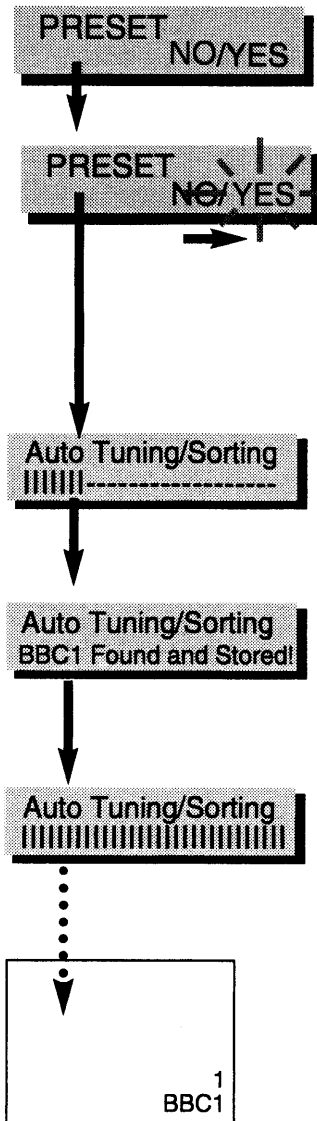 PRESET
NO/YES
PRESET
NO/YES
Auto Tuning/Sorting
Auto Tuning/Sorting
BBC1 Found and Stored!
Auto Tuning/Sorting
1
BBC1